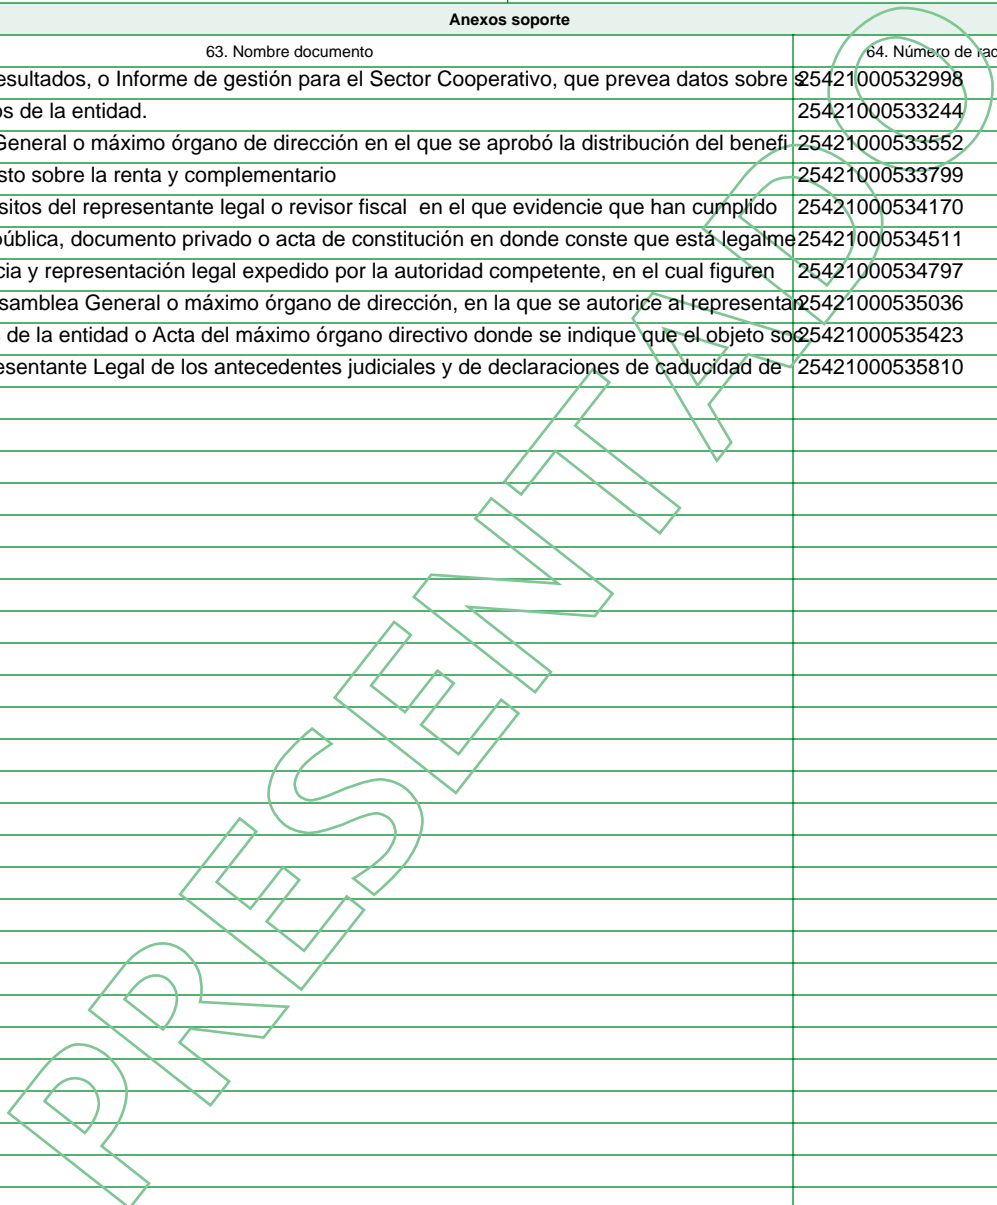 Anexos soporte
63. Nombre documento 64. Número de rad
esultados, o Informe de gestión para el Sector Cooperativo, que prevea datos sobre s 25421000532998
os de la entidad. 25421000533244
General o máximo órgano de dirección en el que se aprobó la distribución del benefi 25421000533552
sto sobre la renta y complementario 25421000533799
sitos del representante legal o revisor fiscal en el que evidencie que han cumplido 25421000534170
pública, documento privado o acta de constitución en donde conste que está legalme 25421000534511
cia y representación legal expedido por la autoridad competente, en el cual figuren 25421000534797
samblea General o máximo órgano de dirección, en la que se autorice al representan 25421000535036
s de la entidad o Acta del máximo órgano directivo donde se indique que el objeto soc 25421000535423
esentante Legal de los antecedentes judiciales y de declaraciones de caducidad de 25421000535810
PRESENTADO